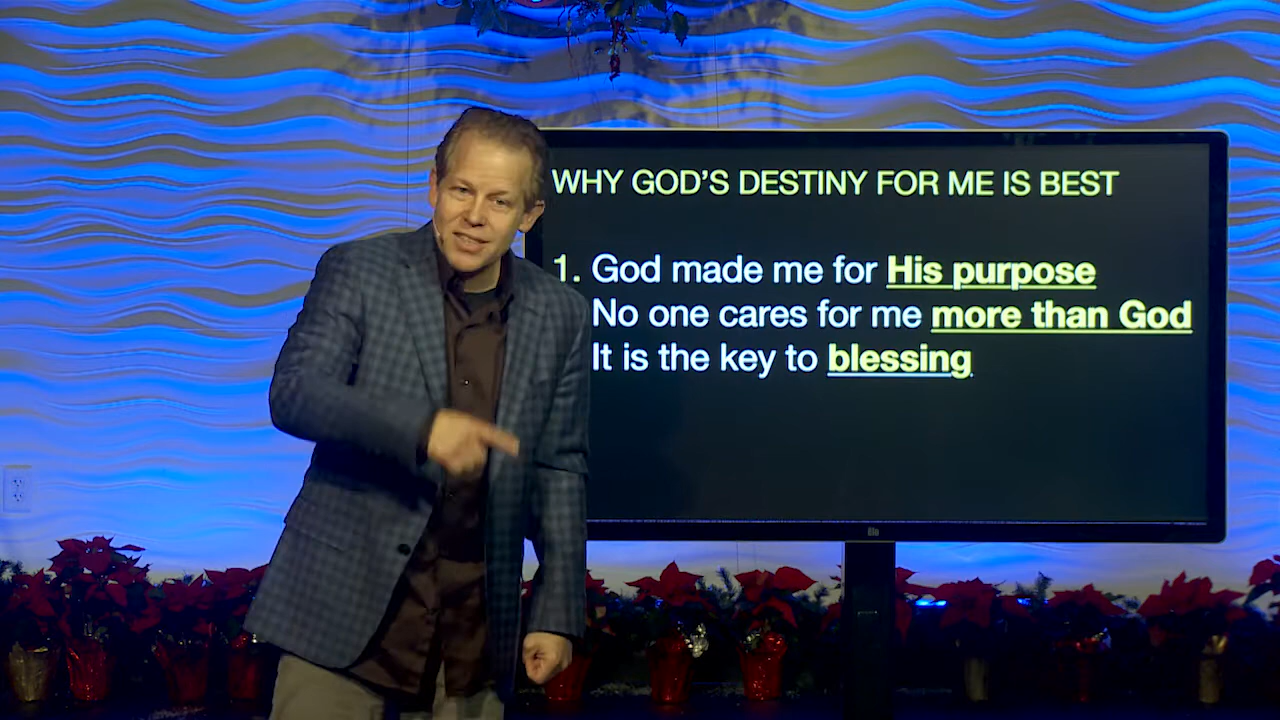 WHY GOD'S DESTINY FOR ME IS BEST
1. God made me for His purpose
No one cares for me more than God
It is the key to blessing
elo